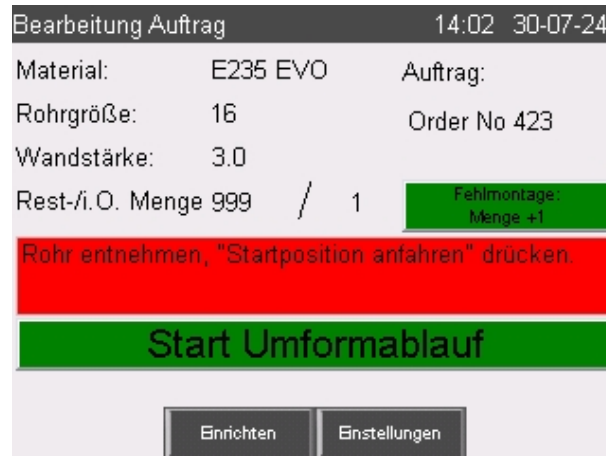 Bearbeitung Auftrag 14:02 30-07-24
Material: E235 EVO Auftrag:
Rohrgröße: 16 Order No 423
Wandstärke: 3.0
Rest-/i.O. Menge 999 / 1 Fehlmontage:
Menge +1
Rohr entnehmen, "Startposition anfahren" drücken.
Start Umformablauf
Einrichten Einstellungen